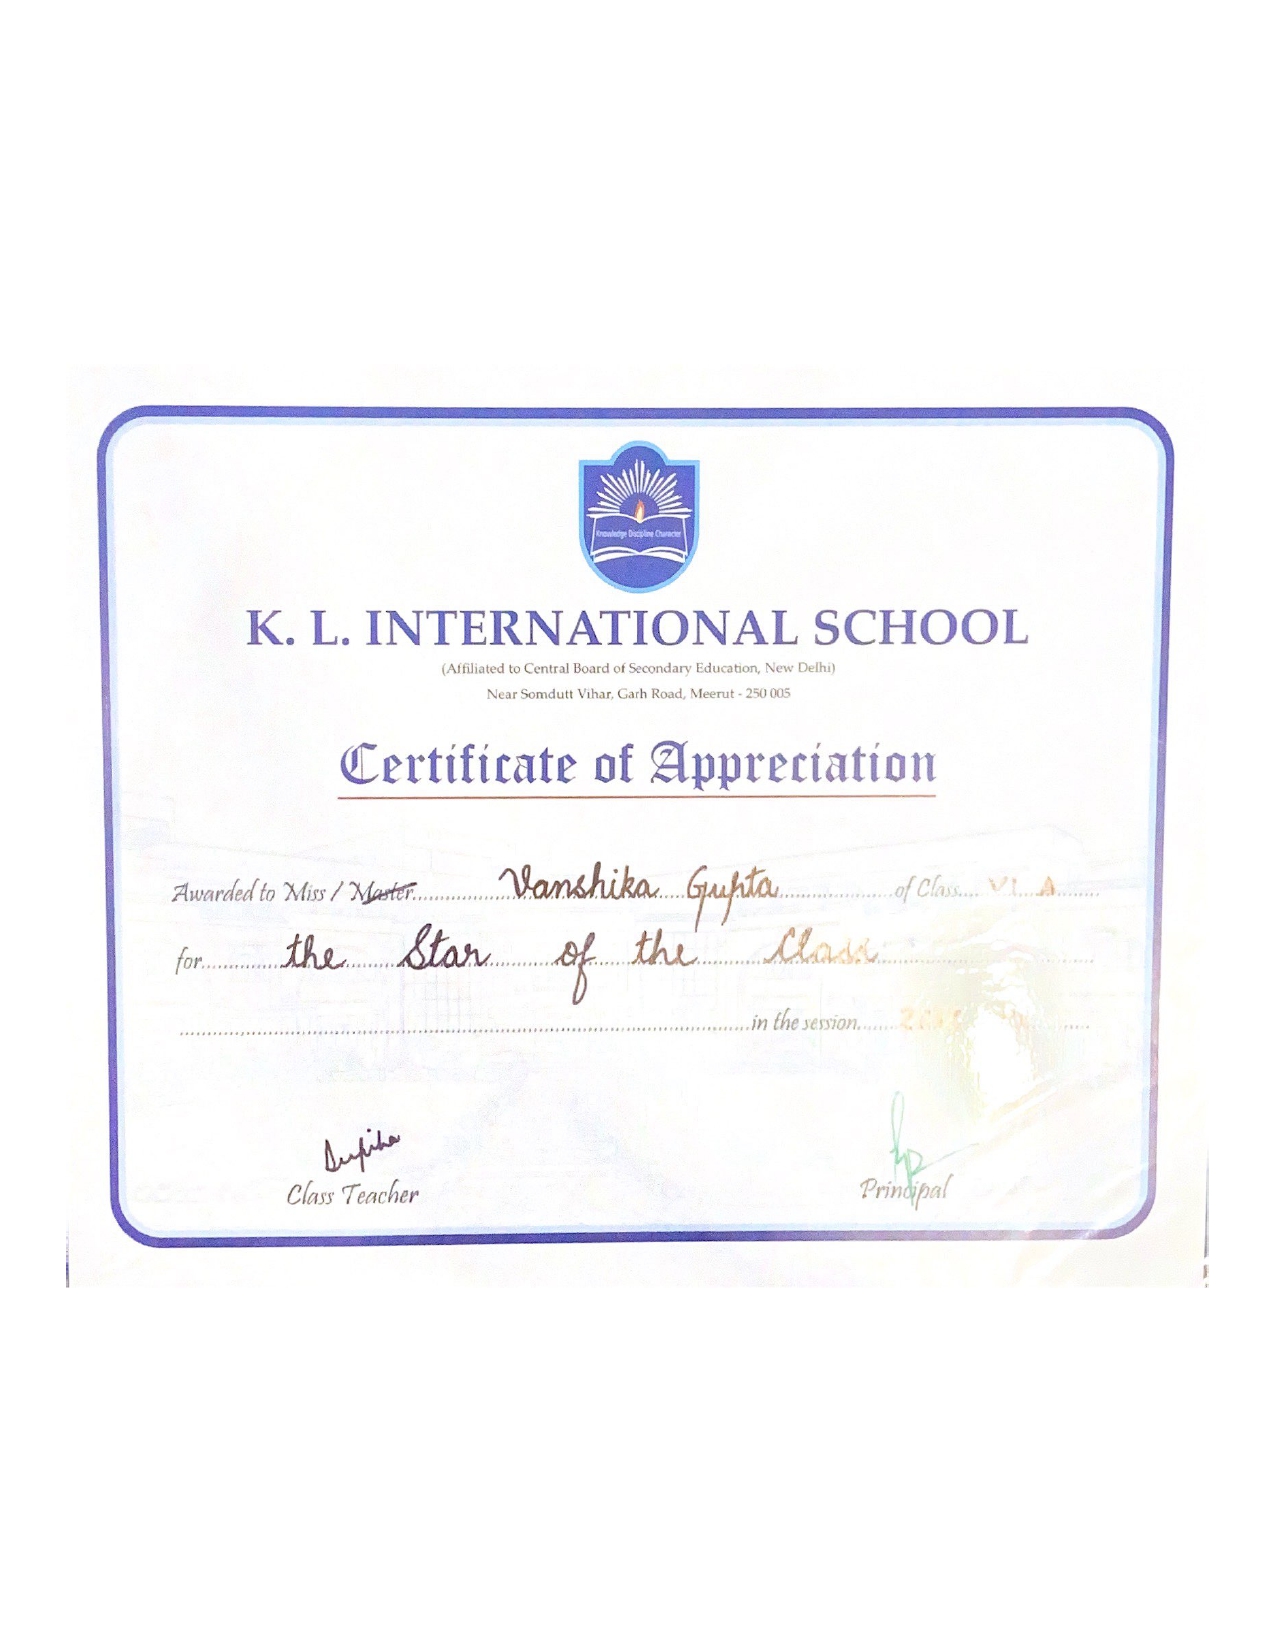 Knowledge Discipline Character
K. L. INTERNATIONAL SCHOOL
(Affiliated to Central Board of Secondary Education, New Delhi)
Near Somdutt Vihar, Garh Road, Meerut - 250 005
Certificate of Appreciation
Awarded to Miss / Master Vanshika Gupta of Class VI A
for the Star of the Class
in the session
Class Teacher
Principal